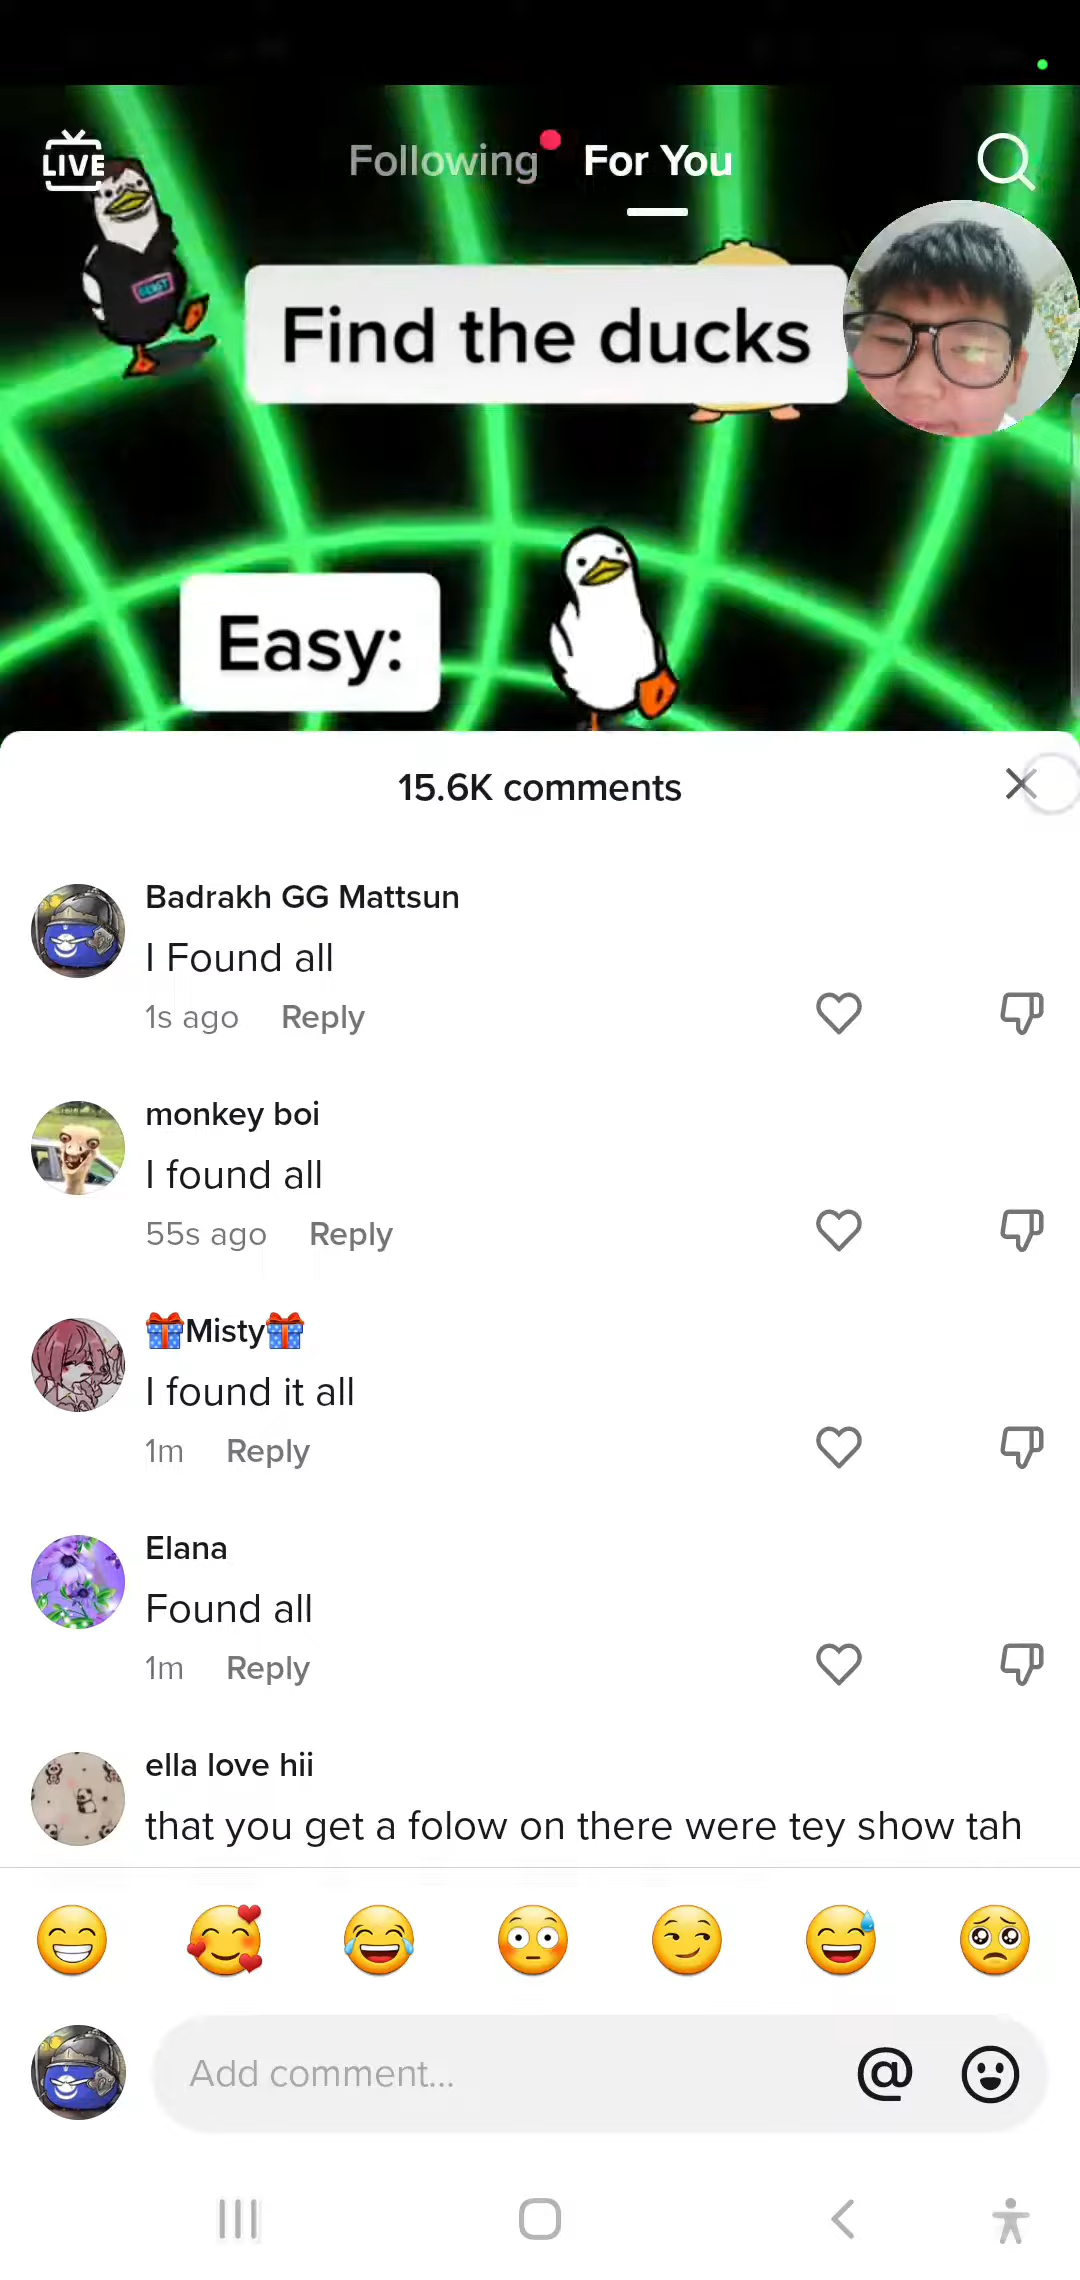 LIVE
Following
For You
BEAST
Find the ducks
Easy:
15.6K comments
Badrakh GG Mattsun
I Found all
1s ago Reply
monkey boi
I found all
55s ago Reply
🎁Misty🎁
I found it all
1m Reply
Elana
Found all
1m Reply
ella love hii
that you get a folow on there were tey show tah
Add comment...
@